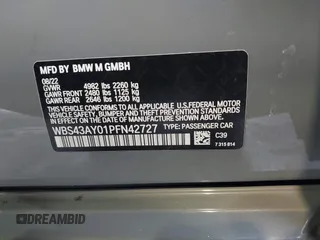 MFD BY BMW M GMBH
08/22
GVWR 4982 lbs 2260 kg
GAWR FRONT 2480 lbs 1125 kg
GAWR REAR 2646 lbs 1200 kg
THIS VEHICLE CONFORMS TO ALL APPLICABLE U.S. FEDERAL MOTOR
VEHICLE SAFETY, BUMPER, AND THEFT PREVENTION STANDARDS IN
EFFECT ON THE DATE OF MANUFACTURE SHOWN ABOVE.
WBS43AY01PFN42727 TYPE: PASSENGER CAR
C39
7 315 814
©DREAMBID